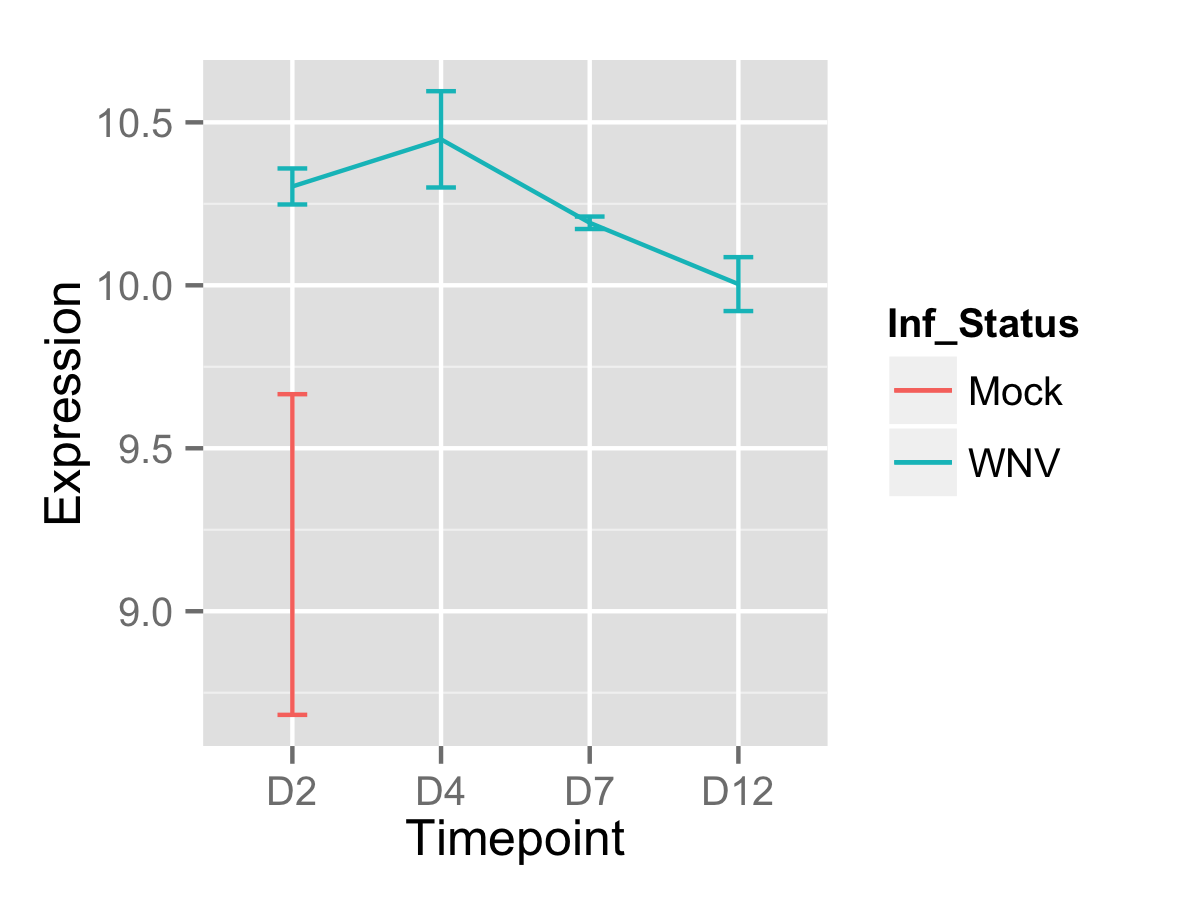 10.5
10.0
9.5
9.0
Expression
D2 D4 D7 D12
Timepoint
Inf_Status
Mock
WNV